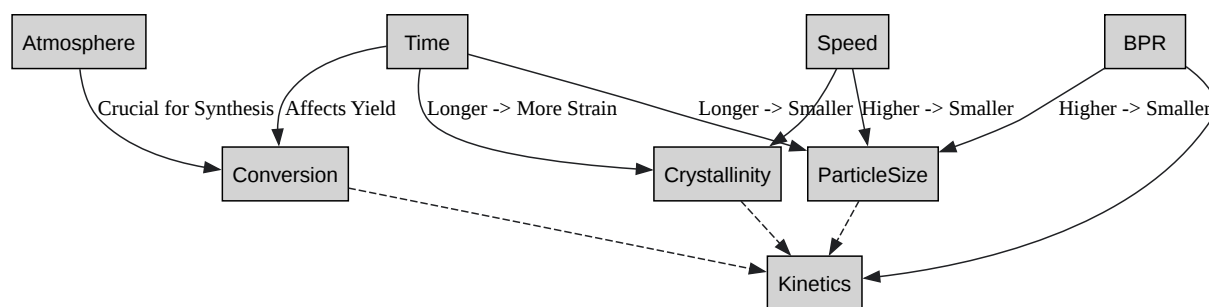 Atmosphere
Time
Speed
BPR
Crucial for Synthesis
Affects Yield
Longer -> More Strain
Longer -> Smaller
Higher -> Smaller
Higher -> Smaller
Conversion
Crystallinity
ParticleSize
Kinetics